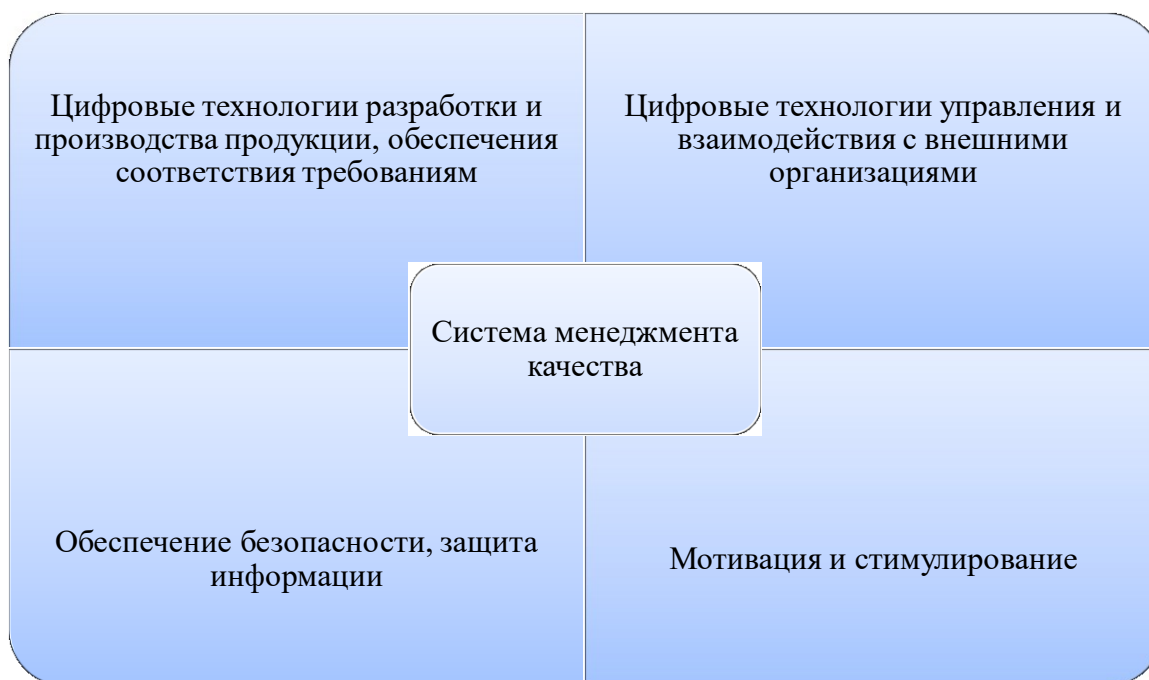 Цифровые технологии разработки и
производства продукции, обеспечения
соответствия требованиям
Цифровые технологии управления и
взаимодействия с внешними
организациями
Система менеджмента
качества
Обеспечение безопасности, защита
информации
Мотивация и стимулирование